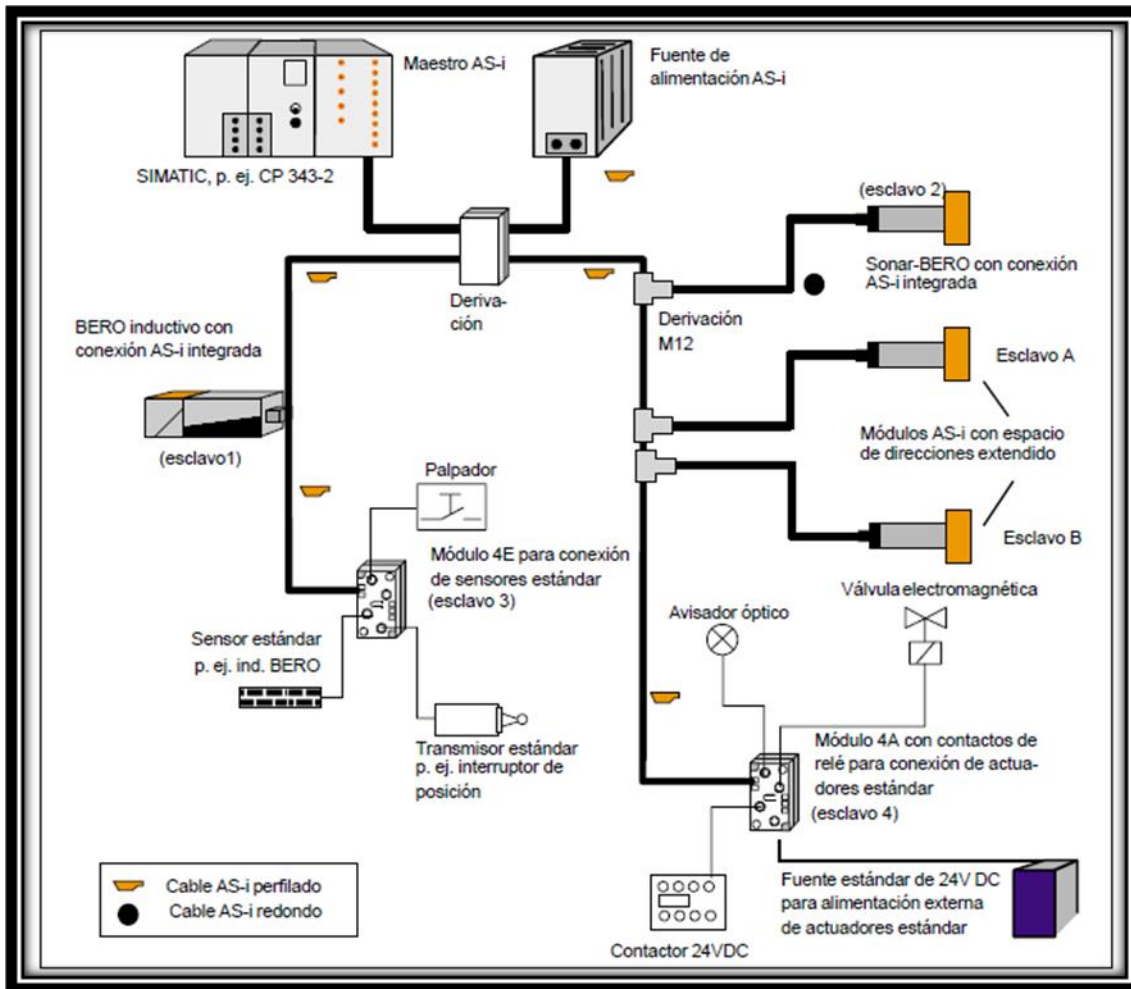 Maestro AS-i
Fuente de
alimentación AS-i
SIMATIC, p. ej. CP 343-2
(esclavo 2)
Sonar-BERO con conexión
AS-i integrada
Deriva-
ción
Derivación
M12
BERO inductivo con
conexión AS-i integrada
(esclavo1)
Esclavo A
Módulos AS-i con espacio
de direcciones extendido
Esclavo B
Palpador
Módulo 4E para conexión
de sensores estándar
(esclavo 3)
Sensor estándar
p. ej. ind. BERO
Transmisor estándar
p. ej. interruptor de
posición
Válvula electromagnética
Avisador óptico
Módulo 4A con contactos de
relé para conexión de actua-
dores estándar
(esclavo 4)
Fuente estándar de 24V DC
para alimentación externa
de actuadores estándar
Contactor 24VDC
Cable AS-i perfilado
Cable AS-i redondo